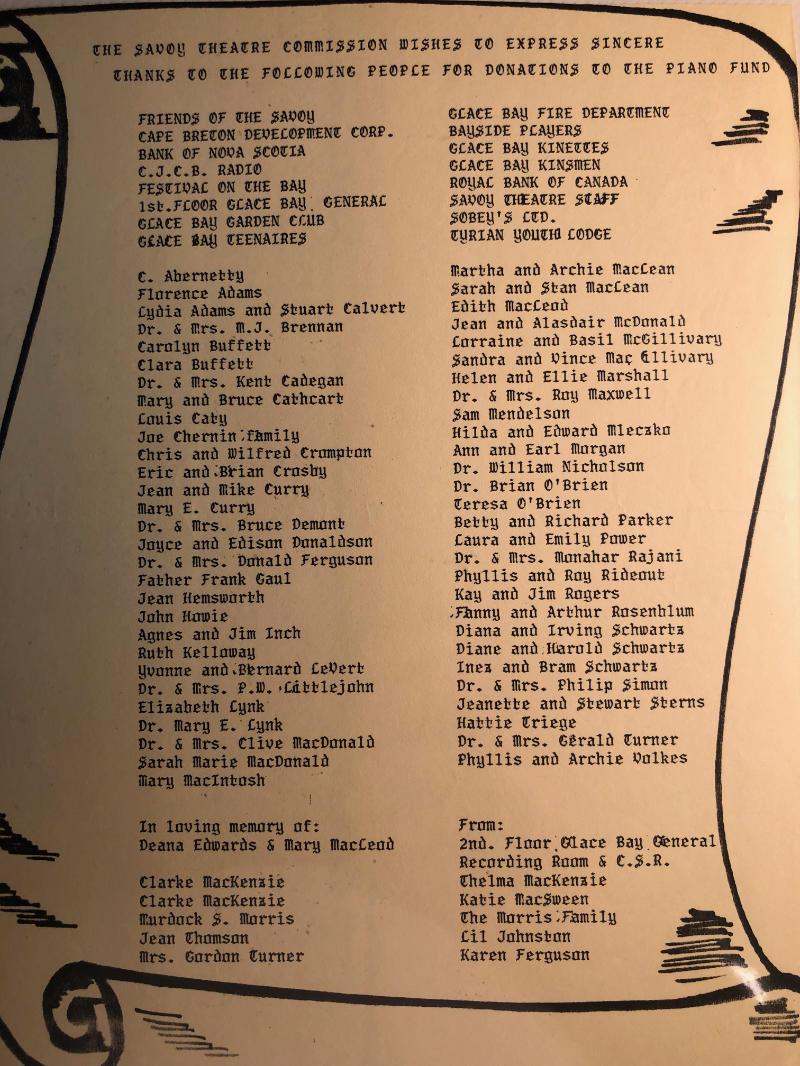 THE SAVOY THEATRE COMMISSION WISHES TO EXPRESS SINCERE
THANKS TO THE FOLLOWING PEOPLE FOR DONATIONS TO THE PIANO FUND
FRIENDS OF THE SAVOY
CAPE BRETON DEVELOPMENT CORP.
BANK OF NOVA SCOTIA
C.J.C.B. RADIO
FESTIVAL ON THE BAY
1st.FLOOR GLACE BAY GENERAL
GLACE BAY GARDEN CLUB
GLACE BAY TEENAIRES
GLACE BAY FIRE DEPARTMENT
BAYSIDE PLAYERS
GLACE BAY KINETTES
GLACE BAY KINSMEN
ROYAL BANK OF CANADA
SAVOY THEATRE STAFF
SOBEY'S LTD.
TYRIAN YOUTH LODGE
C. Abernetty
Florence Adams
Lydia Adams and Stuart Calvert
Dr. & Mrs. M.J. Brennan
Carolyn Buffett
Clara Buffett
Dr. & Mrs. Kent Cadegan
Mary and Bruce Cathcart
Louis Caty
Joe Chernin family
Chris and Wilfred Crompton
Eric and Brian Crosby
Jean and Mike Curry
Mary E. Curry
Dr. & Mrs. Bruce Demont
Joyce and Edison Donaldson
Dr. & Mrs. Donald Ferguson
Father Frank Gaul
Jean Hemsworth
John Howie
Agnes and Jim Inch
Ruth Kelloway
Yvonne and Bernard LeVert
Dr. & Mrs. P.W. Littlejohn
Elizabeth Lynk
Dr. Mary E. Lynk
Dr. & Mrs. Clive MacDonald
Sarah Marie MacDonald
Mary MacIntosh
Martha and Archie MacLean
Sarah and Stan MacLean
Edith MacLeod
Jean and Alasdair McDonald
Lorraine and Basil McGillivary
Sandra and Vince Mac Gllivary
Helen and Ellie Marshall
Dr. & Mrs. Roy Maxwell
Sam Mendelson
Hilda and Edward Mleczko
Ann and Earl Morgan
Dr. William Nicholson
Dr. Brian O'Brien
Teresa O'Brien
Betty and Richard Parker
Laura and Emily Power
Dr. & Mrs. Monahar Rajani
Phyllis and Roy Rideout
Kay and Jim Rogers
Fanny and Arthur Rosenblum
Diana and Irving Schwartz
Diane and Harold Schwartz
Inez and Bram Schwartz
Dr. & Mrs. Philip Simon
Jeanette and Stewart Sterns
Hattie Triege
Dr. & Mrs. Gerald Turner
Phyllis and Archie Volkes
In loving memory of:
Deana Edwards & Mary MacLeod
Clarke MacKenzie
Clarke MacKenzie
Murdock S. Morris
Jean Thomson
Mrs. Gordon Turner
From:
2nd. Floor Glace Bay General
Recording Room & C.S.R.
Thelma MacKenzie
Katie MacSween
The Morris Family
Lil Johnston
Karen Ferguson